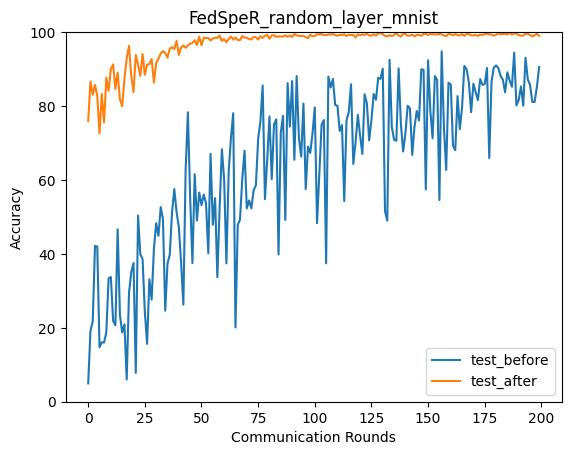 FedSpeR_random_layer_mnist
100
80
60
40
20
0
Accuracy
0 25 50 75 100 125 150 175 200
Communication Rounds
test_before
test_after